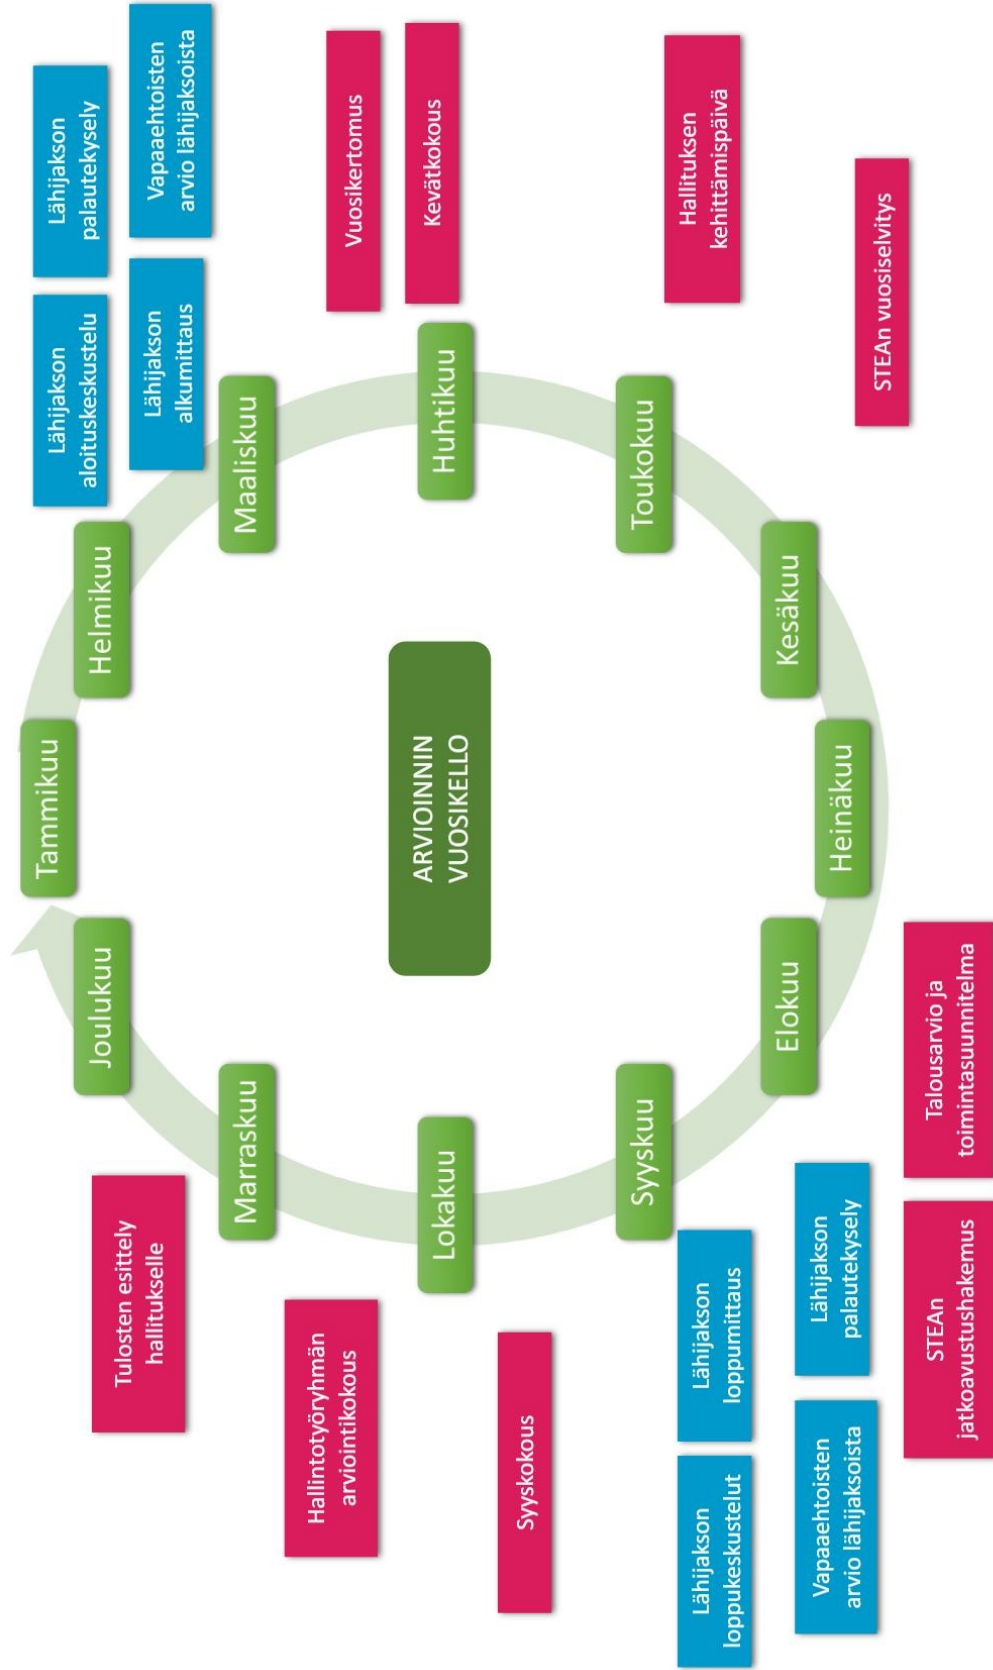 ARVIOINNIN
VUOSIKELLO
Tammikuu
Helmikuu
Maaliskuu
Huhtikuu
Toukokuu
Kesäkuu
Heinäkuu
Elokuu
Syyskuu
Lokakuu
Marraskuu
Joulukuu
Lähijakson
aloituskeskustelu
Lähijakson
palautekysely
Lähijakson
alkumittaus
Vapaaehtoisten
arvio lähijaksoista
Vuosikertomus
Kevätkokous
Hallituksen
kehittämispäivä
STEAn vuosiselvitys
Talousarvio ja
toimintasuunnitelma
STEAn
jatkoavustushakemus
Lähijakson
palautekysely
Vapaaehtoisten
arvio lähijaksoista
Lähijakson
loppumittaus
Lähijakson
loppukeskustelut
Syyskokous
Hallintotyöryhmän
arviointikokous
Tulosten esittely
hallitukselle